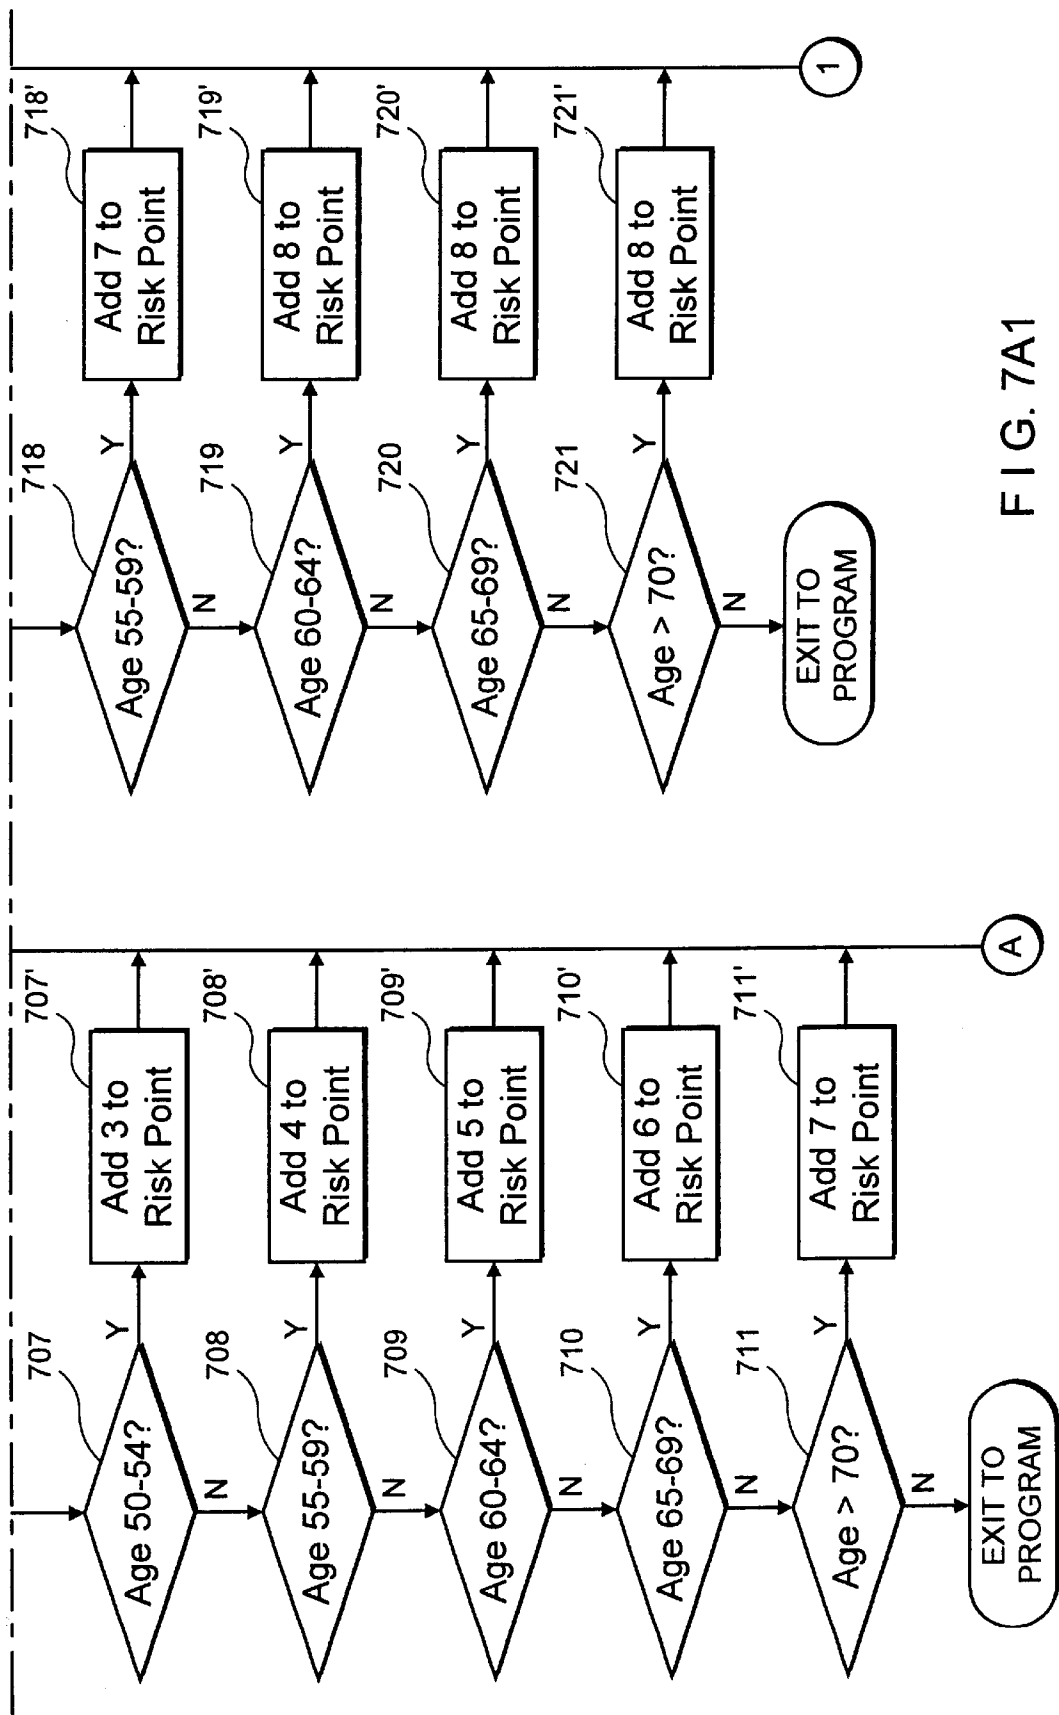 707
Age 50-54?
Y
N
707'
Add 3 to
Risk Point
708
Age 55-59?
Y
N
708'
Add 4 to
Risk Point
709
Age 60-64?
Y
N
709'
Add 5 to
Risk Point
710
Age 65-69?
Y
N
710'
Add 6 to
Risk Point
711
Age > 70?
Y
N
711'
Add 7 to
Risk Point
EXIT TO
PROGRAM
A
718
Age 55-59?
Y
N
718'
Add 7 to
Risk Point
719
Age 60-64?
Y
N
719'
Add 8 to
Risk Point
720
Age 65-69?
Y
N
720'
Add 8 to
Risk Point
721
Age > 70?
Y
N
721'
Add 8 to
Risk Point
EXIT TO
PROGRAM
1
FIG. 7A1